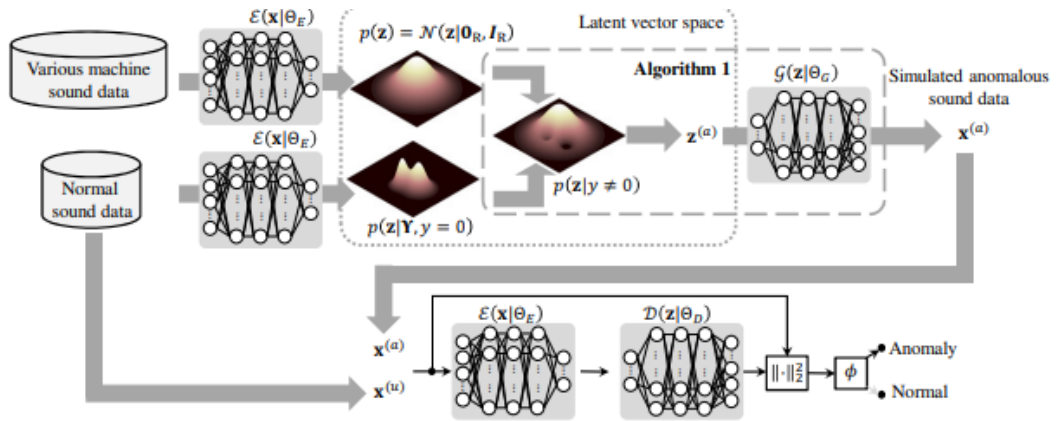 ℰ(𝐱|Θ_E)
Various machine
sound data
p(𝐳) = 𝒩(𝐳|𝟎_R, 𝑰_R)
Latent vector space
Algorithm 1
𝒢(𝐳|Θ_G)
Simulated anomalous
sound data
ℰ(𝐱|Θ_E)
𝐳^(a)
𝐱^(a)
p(𝐳|y ≠ 0)
Normal
sound data
p(𝐳|𝐘, y = 0)
ℰ(𝐱|Θ_E)
𝒟(𝐳|Θ_D)
𝐱^(a)
𝐱^(u)
‖·‖₂²
ϕ
Anomaly
Normal